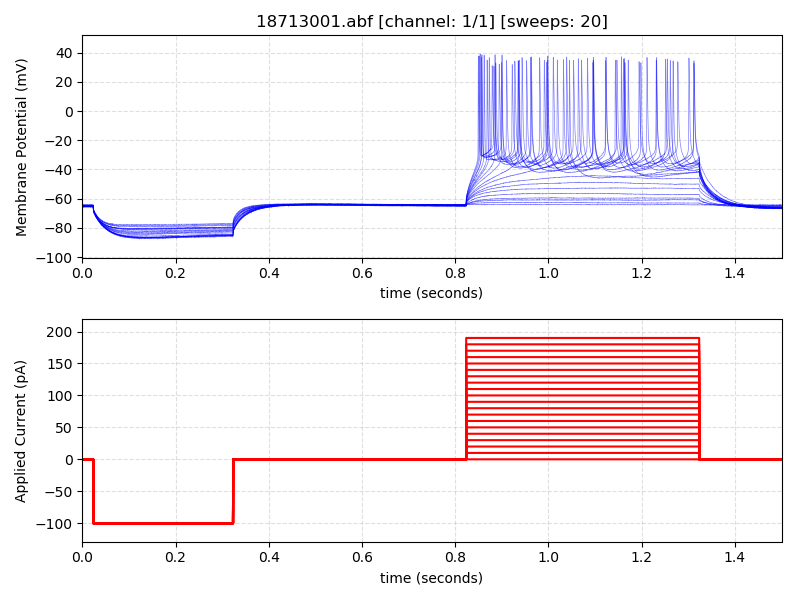 18713001.abf [channel: 1/1] [sweeps: 20]
Membrane Potential (mV)
40
20
0
−20
−40
−60
−80
−100
0.0 0.2 0.4 0.6 0.8 1.0 1.2 1.4
time (seconds)
Applied Current (pA)
200
150
100
50
0
−50
−100
0.0 0.2 0.4 0.6 0.8 1.0 1.2 1.4
time (seconds)